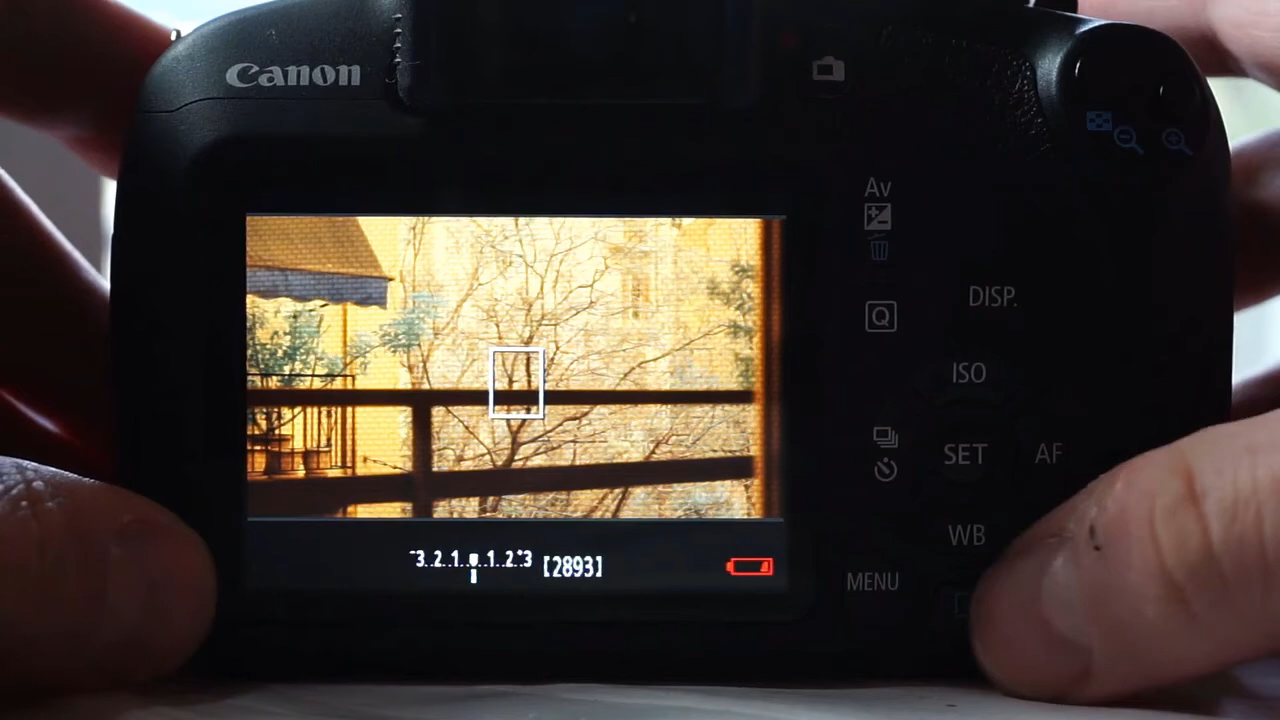 Canon
Av
Q
DISP.
ISO
SET AF
WB
MENU
-3..2..1..0..1..2..+3 [2893]